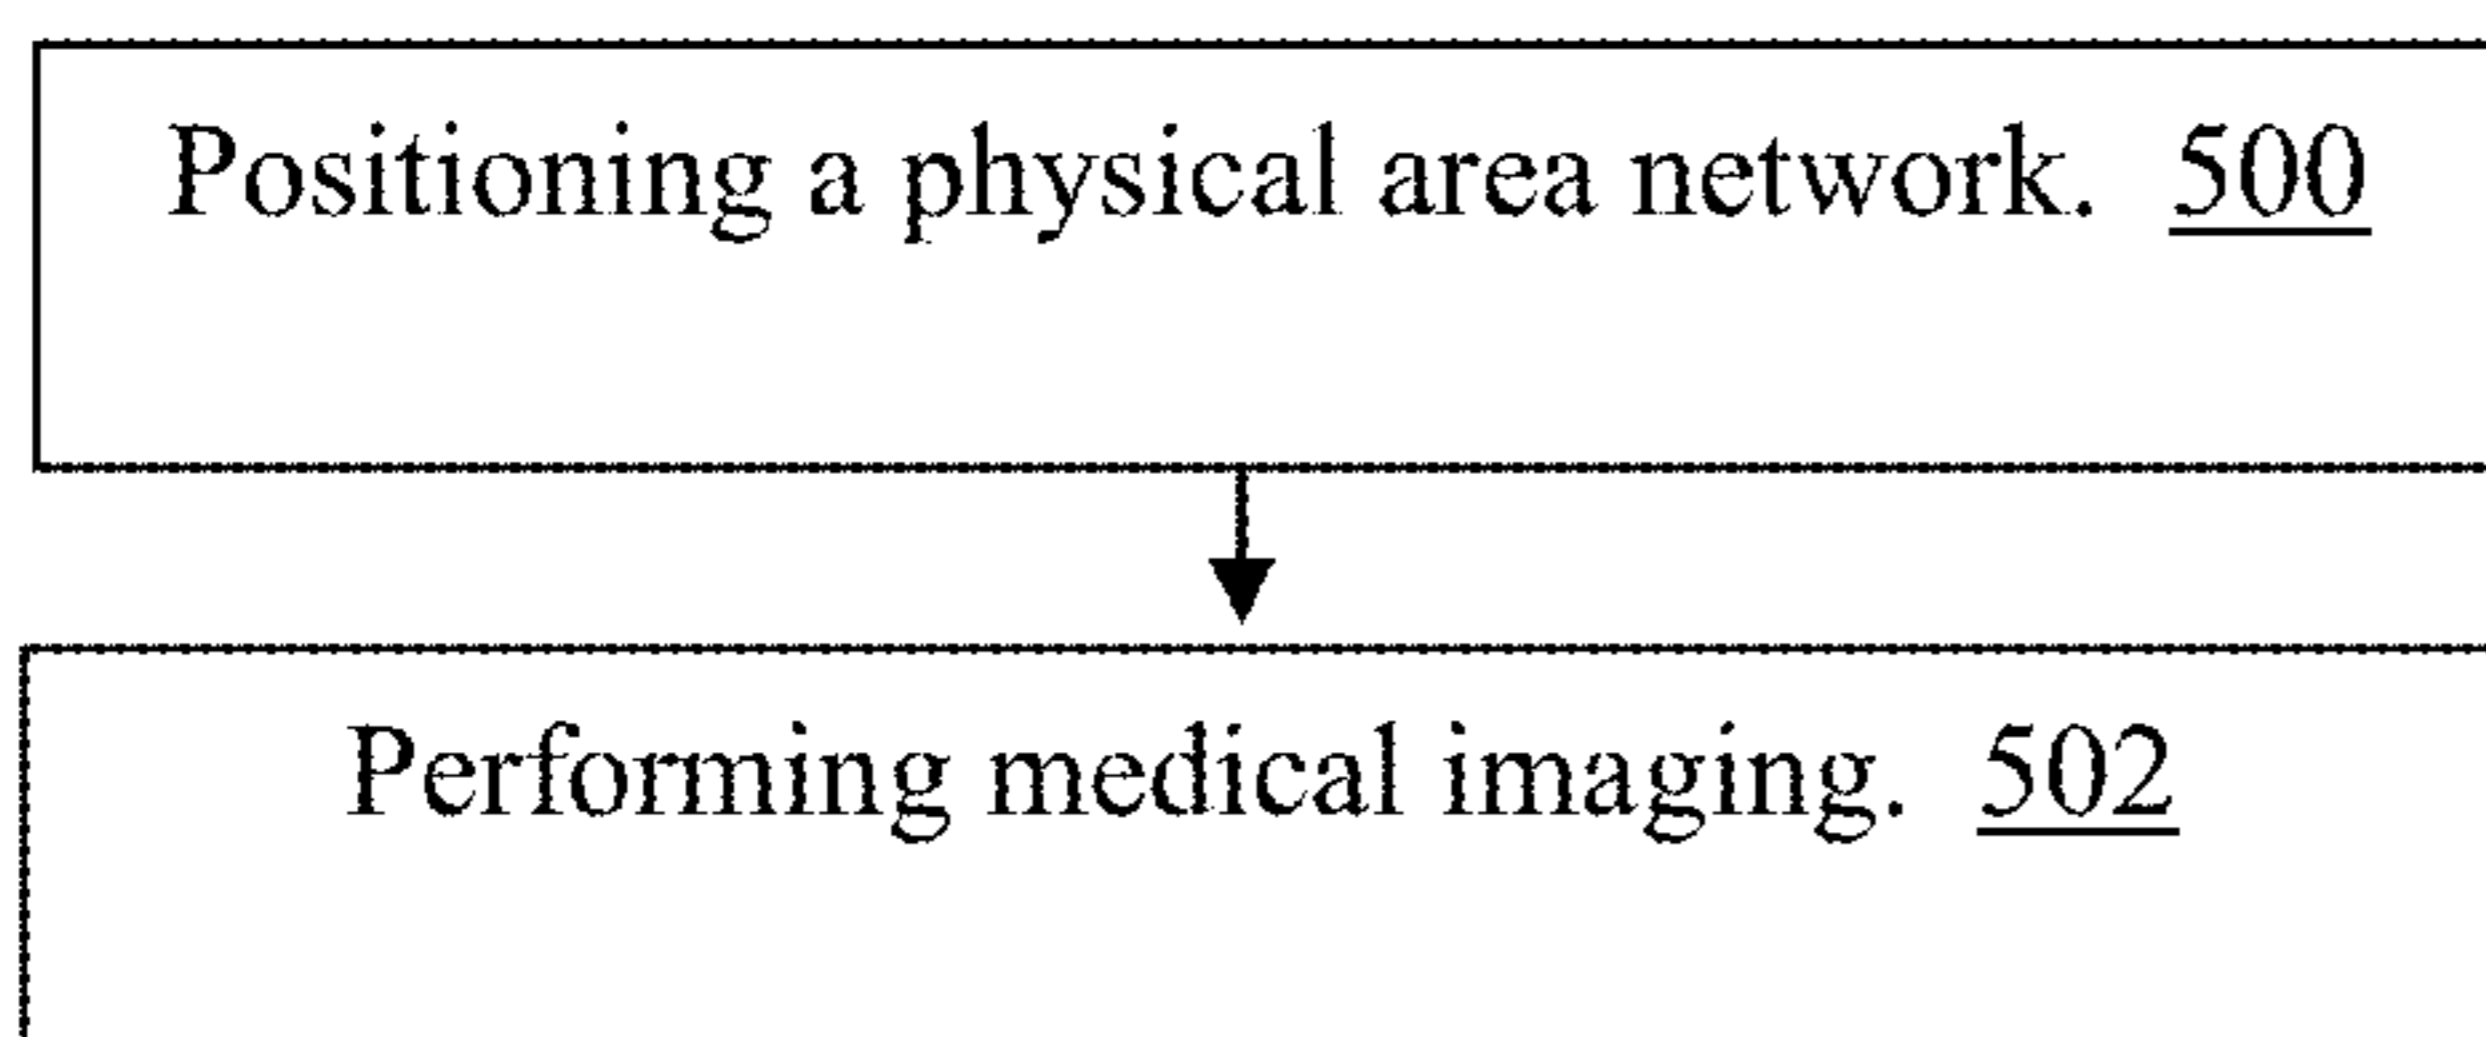 Positioning a physical area network. 500
Performing medical imaging. 502